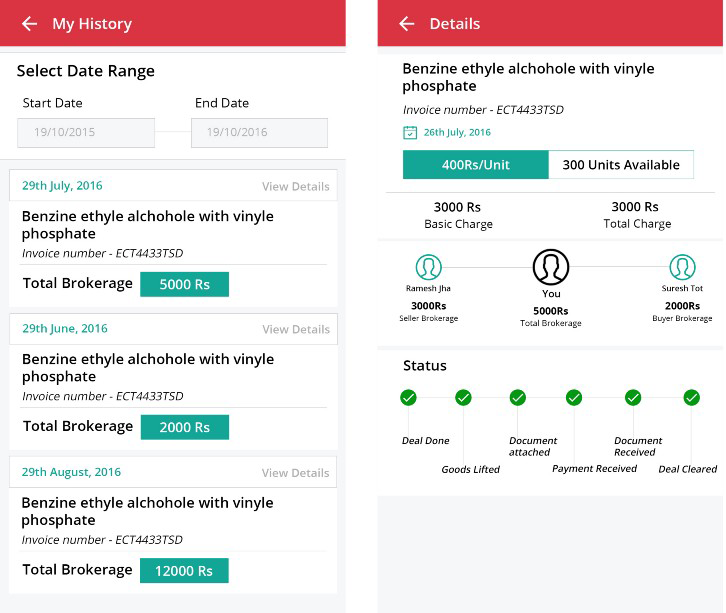 My History
Select Date Range
Start Date
End Date
19/10/2015
19/10/2016
29th July, 2016
View Details
Benzine ethyle alchohole with vinyle
phosphate
Invoice number - ECT4433TSD
Total Brokerage
5000 Rs
29th June, 2016
View Details
Benzine ethyle alchohole with vinyle
phosphate
Invoice number - ECT4433TSD
Total Brokerage
2000 Rs
29th August, 2016
View Details
Benzine ethyle alchohole with vinyle
phosphate
Invoice number - ECT4433TSD
Total Brokerage
12000 Rs
Details
Benzine ethyle alchohole with vinyle
phosphate
Invoice number - ECT4433TSD
26th July, 2016
400Rs/Unit
300 Units Available
3000 Rs
Basic Charge
3000 Rs
Total Charge
Ramesh Jha
3000Rs
Seller Brokerage
You
5000Rs
Total Brokerage
Suresh Tot
2000Rs
Buyer Brokerage
Status
Deal Done
Goods Lifted
Document
attached
Payment Received
Document
Received
Deal Cleared